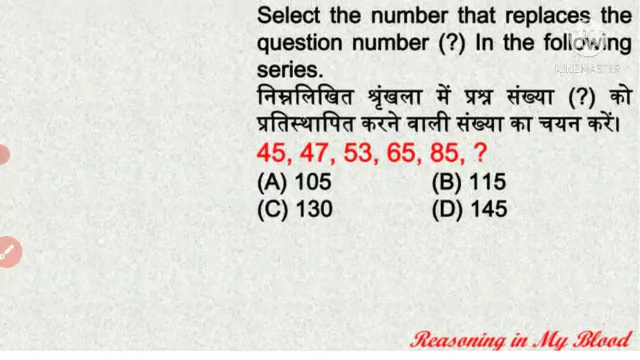 Select the number that replaces the
question number (?) In the following
series.
निम्नलिखित श्रृंखला में प्रश्न संख्या (?) को
प्रतिस्थापित करने वाली संख्या का चयन करें।
45, 47, 53, 65, 85, ?
(A) 105 (B) 115
(C) 130 (D) 145
Reasoning in My Blood
KINEMASTER